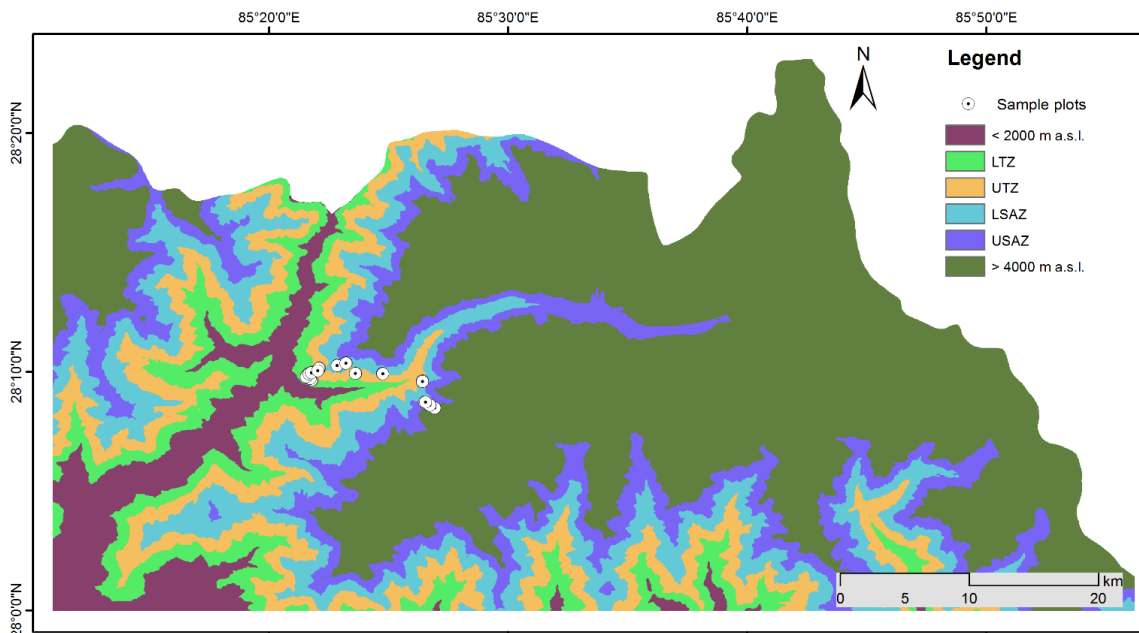 85°20'0"E 85°30'0"E 85°40'0"E 85°50'0"E
28°20'0"N
28°10'0"N
28°0'0"N
N
Legend
Sample plots
< 2000 m a.s.l.
LTZ
UTZ
LSAZ
USAZ
> 4000 m a.s.l.
km
0 5 10 20